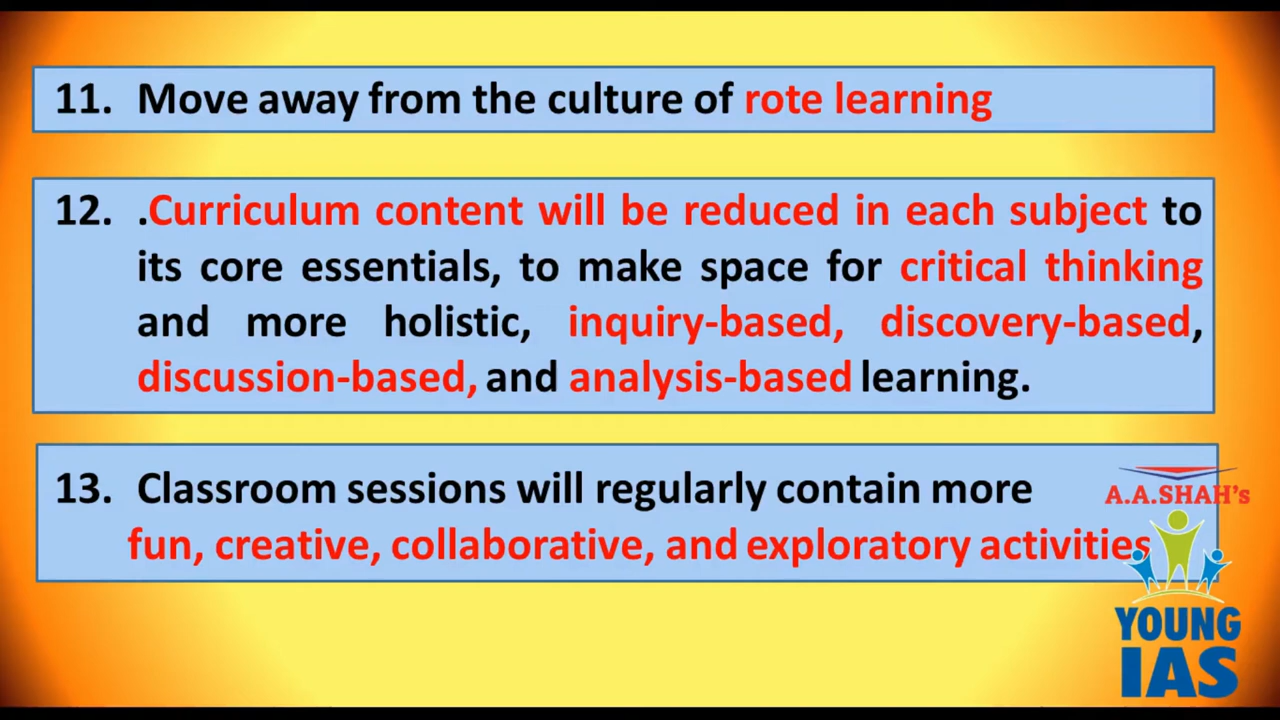 11. Move away from the culture of rote learning
12. .Curriculum content will be reduced in each subject to
its core essentials, to make space for critical thinking
and more holistic, inquiry-based, discovery-based,
discussion-based, and analysis-based learning.
13. Classroom sessions will regularly contain more
fun, creative, collaborative, and exploratory activities
A.A.SHAH's
YOUNG
IAS